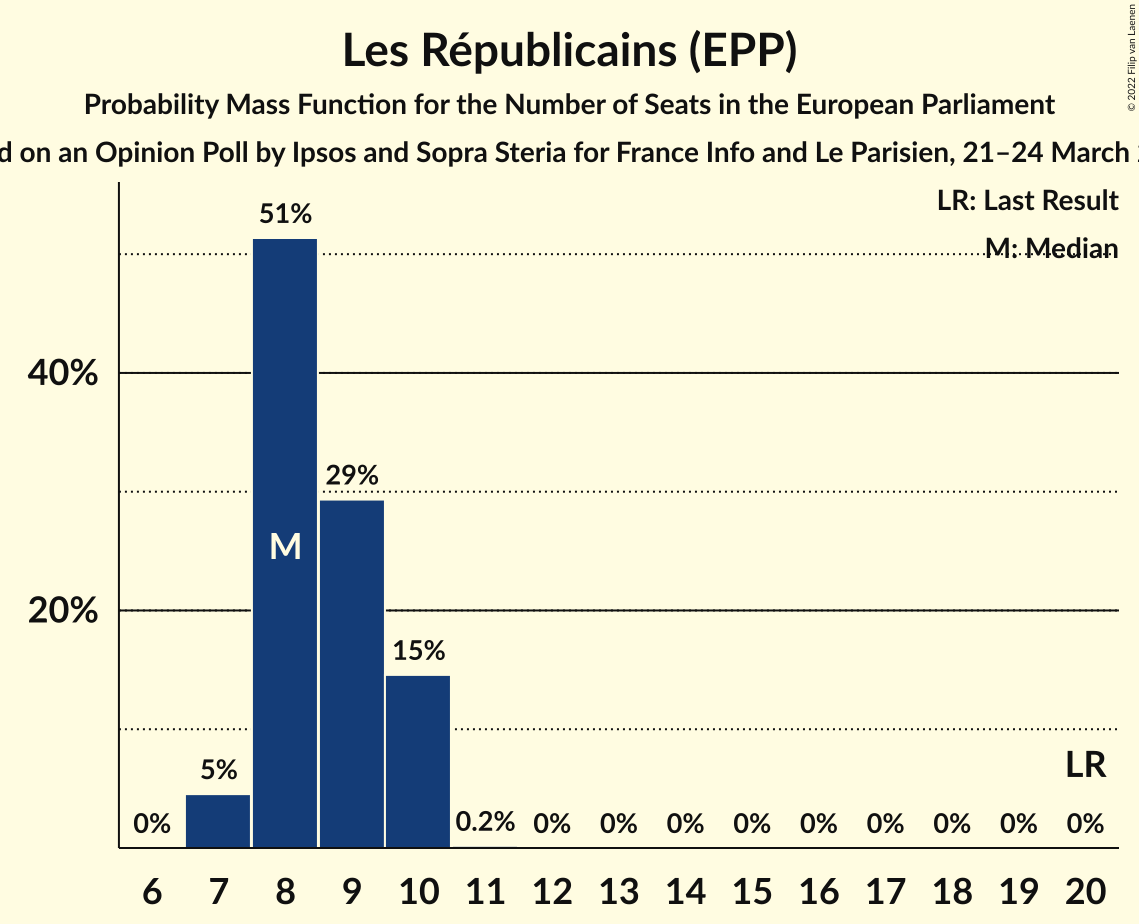 Les Républicains (EPP)
Probability Mass Function for the Number of Seats in the European Parliament
on an Opinion Poll by Ipsos and Sopra Steria for France Info and Le Parisien, 21–24 March
© 2022 Filip van Laenen
LR: Last Result
M: Median
51%
40%
29%
M
20%
15%
LR
5%
0% 0.2% 0% 0% 0% 0% 0% 0% 0% 0% 0%
6 7 8 9 10 11 12 13 14 15 16 17 18 19 20